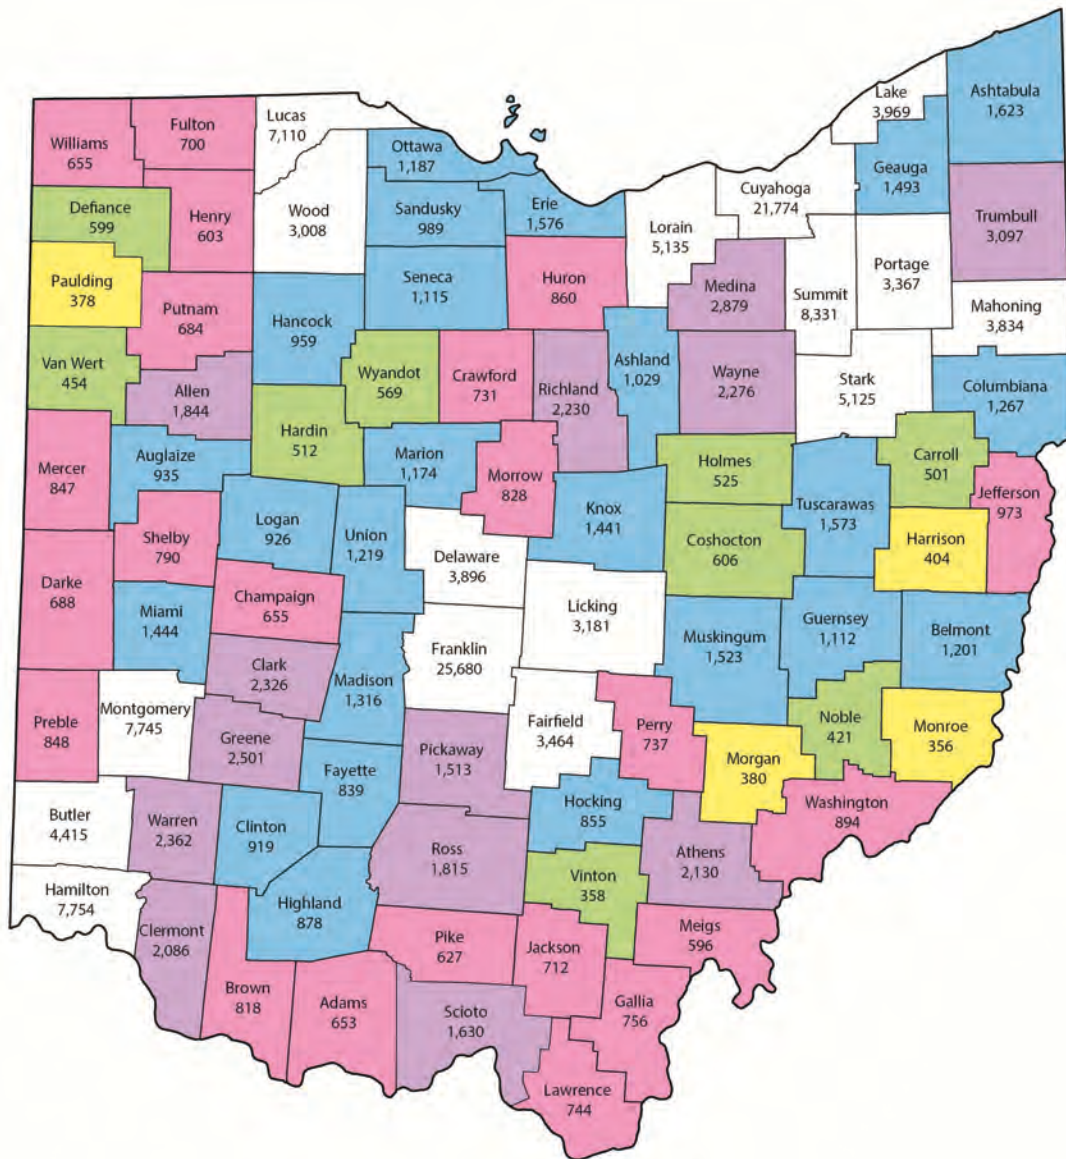 Lake
3,969
Ashtabula
1,623
Lucas
7,110
Fulton
700
Williams
655
Ottawa
1,187
Geauga
1,493
Cuyahoga
21,774
Defiance
599
Henry
603
Wood
3,008
Sandusky
989
Erie
1,576
Lorain
5,135
Trumbull
3,097
Paulding
378
Putnam
684
Hancock
959
Seneca
1,115
Huron
860
Medina
2,879
Summit
8,331
Portage
3,367
Mahoning
3,834
Van Wert
454
Allen
1,844
Wyandot
569
Crawford
731
Richland
2,230
Ashland
1,029
Wayne
2,276
Stark
5,125
Columbiana
1,267
Hardin
512
Mercer
847
Auglaize
935
Marion
1,174
Morrow
828
Holmes
525
Carroll
501
Tuscarawas
1,573
Jefferson
973
Knox
1,441
Logan
926
Union
1,219
Shelby
790
Delaware
3,896
Coshocton
606
Harrison
404
Darke
688
Miami
1,444
Champaign
655
Licking
3,181
Guernsey
1,112
Belmont
1,201
Muskingum
1,523
Franklin
25,680
Clark
2,326
Madison
1,316
Preble
848
Montgomery
7,745
Greene
2,501
Fairfield
3,464
Perry
737
Noble
421
Monroe
356
Pickaway
1,513
Morgan
380
Fayette
839
Hocking
855
Washington
894
Butler
4,415
Warren
2,362
Clinton
919
Ross
1,815
Athens
2,130
Vinton
358
Hamilton
7,754
Highland
878
Clermont
2,086
Pike
627
Jackson
712
Meigs
596
Brown
818
Adams
653
Scioto
1,630
Gallia
756
Lawrence
744